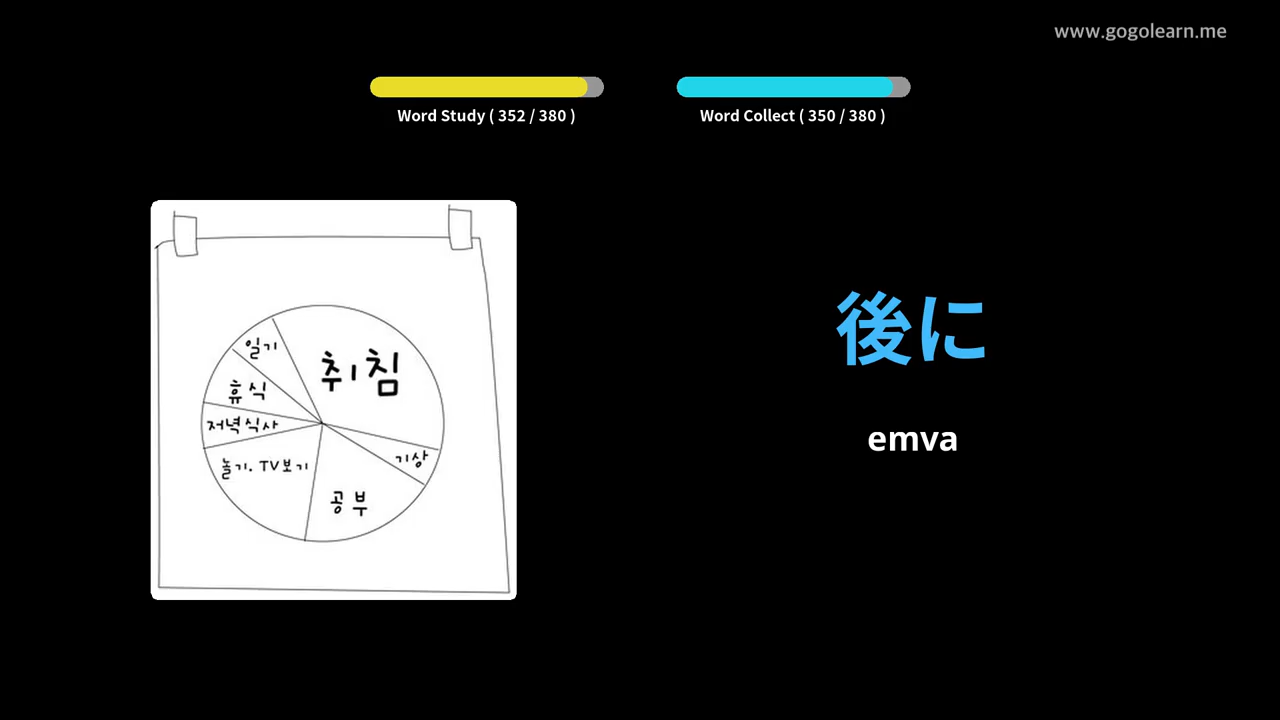 www.gogolearn.me
Word Study ( 352 / 380 )
Word Collect ( 350 / 380 )
일기
취침
휴식
저녁식사
놀기. TV보기
기상
공부
後に
emva